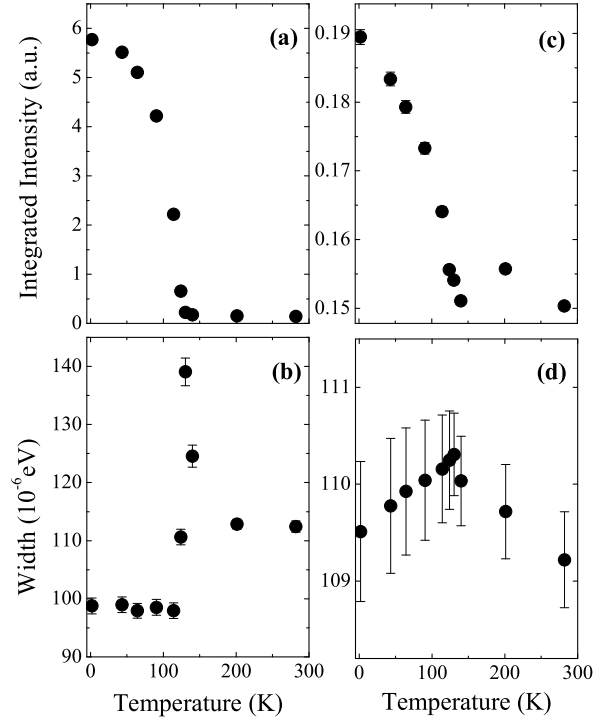 6
5
4
3
2
1
0
Integrated Intensity (a.u.)
(a)
0.19
0.18
0.17
0.16
0.15
(c)
140
130
120
110
100
90
Width (10⁻⁶eV)
(b)
0 100 200 300
Temperature (K)
111
110
109
(d)
0 100 200 300
Temperature (K)